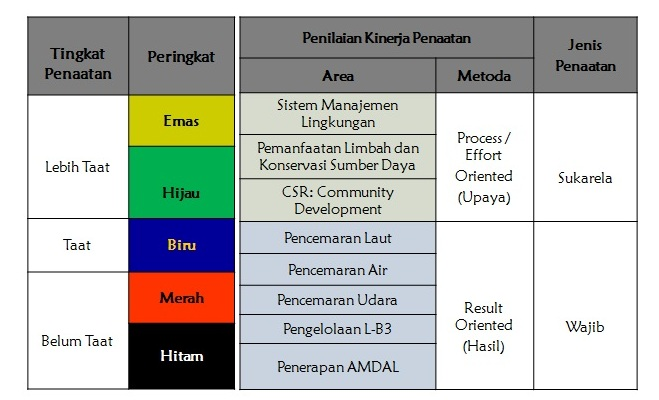 Tingkat
Penaatan
Peringkat
Penilaian Kinerja Penaatan
Jenis
Penaatan
Area
Metoda
Lebih Taat
Emas
Hijau
Sistem Manajemen
Lingkungan
Pemanfaatan Limbah dan
Konservasi Sumber Daya
CSR: Community
Development
Process /
Effort
Oriented
(Upaya)
Sukarela
Taat
Biru
Belum Taat
Merah
Hitam
Pencemaran Laut
Pencemaran Air
Pencemaran Udara
Pengelolaan L-B3
Penerapan AMDAL
Result
Oriented
(Hasil)
Wajib